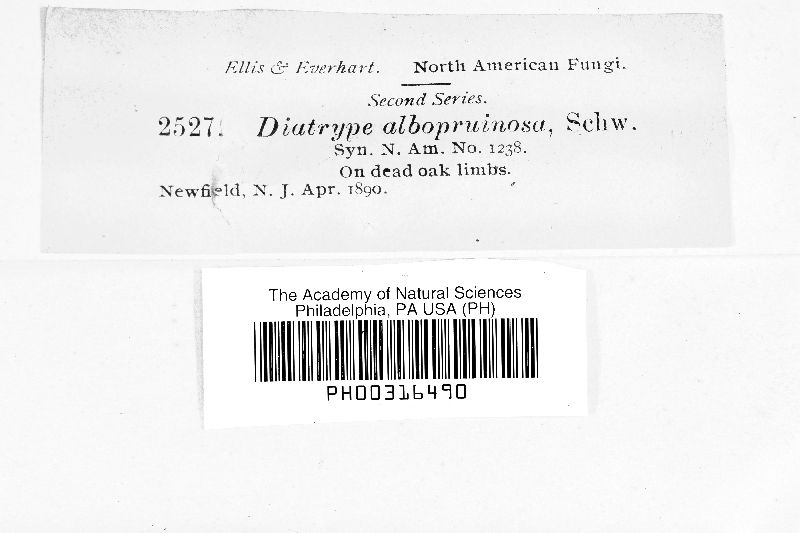 Ellis & Everhart. North American Fungi.
Second Series.
2527. Diatrype albopruinosa, Schw.
Syn. N. Am. No. 1238.
On dead oak limbs.
Newfield, N. J. Apr. 1890.
The Academy of Natural Sciences
Philadelphia, PA USA (PH)
PH00316490